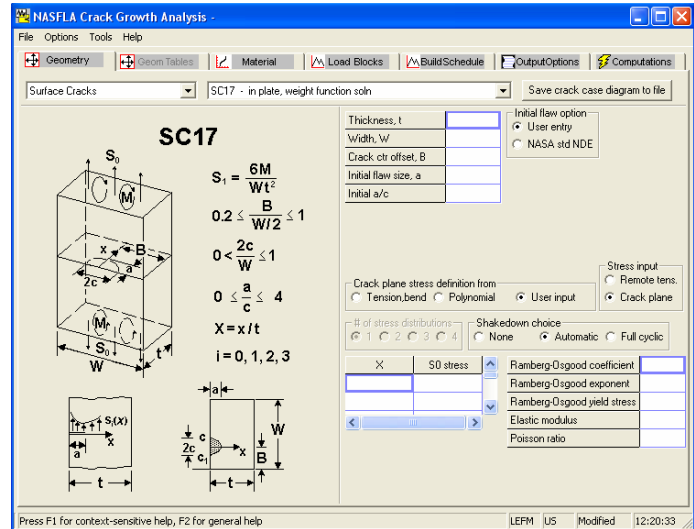 NASFLA Crack Growth Analysis -
File Options Tools Help
Geometry Geom Tables Material Load Blocks BuildSchedule OutputOptions Computations
Surface Cracks SC17 - in plate, weight function soln Save crack case diagram to file
SC17
S0
M
x
B
a
2c
M
S0
W
t
S1 = 6M / Wt²
0.2 ≤ B / W/2 ≤ 1
0 < 2c / W ≤ 1
0 ≤ a / c ≤ 4
X = x / t
i = 0, 1, 2, 3
Si(X)
x
a
t
a
c
2c
c1
x
W
B
t
Thickness, t
Width, W
Crack ctr offset, B
Initial flaw size, a
Initial a/c
Initial flaw option
User entry
NASA std NDE
Crack plane stress definition from
Tension,bend Polynomial User input
Stress input
Remote tens.
Crack plane
# of stress distributions
1 2 3 4
Shakedown choice
None Automatic Full cyclic
X S0 stress
Ramberg-Osgood coefficient
Ramberg-Osgood exponent
Ramberg-Osgood yield stress
Elastic modulus
Poisson ratio
Press F1 for context-sensitive help, F2 for general help LEFM US Modified 12:20:33